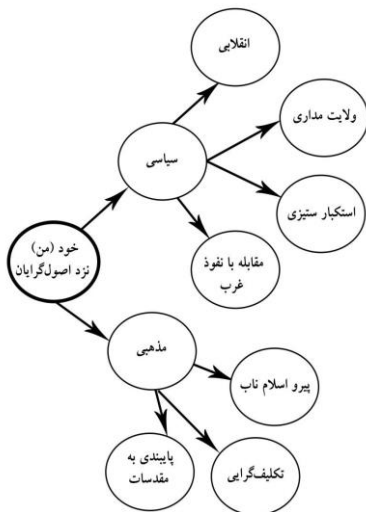 انقلابی
ولایت مداری
سیاسی
استکبار ستیزی
خود (من)
نزد اصول‌گرایان
مقابله با نفوذ
غرب
مذهبی
پیرو اسلام ناب
تکلیف‌گرایی
پایبندی به
مقدسات